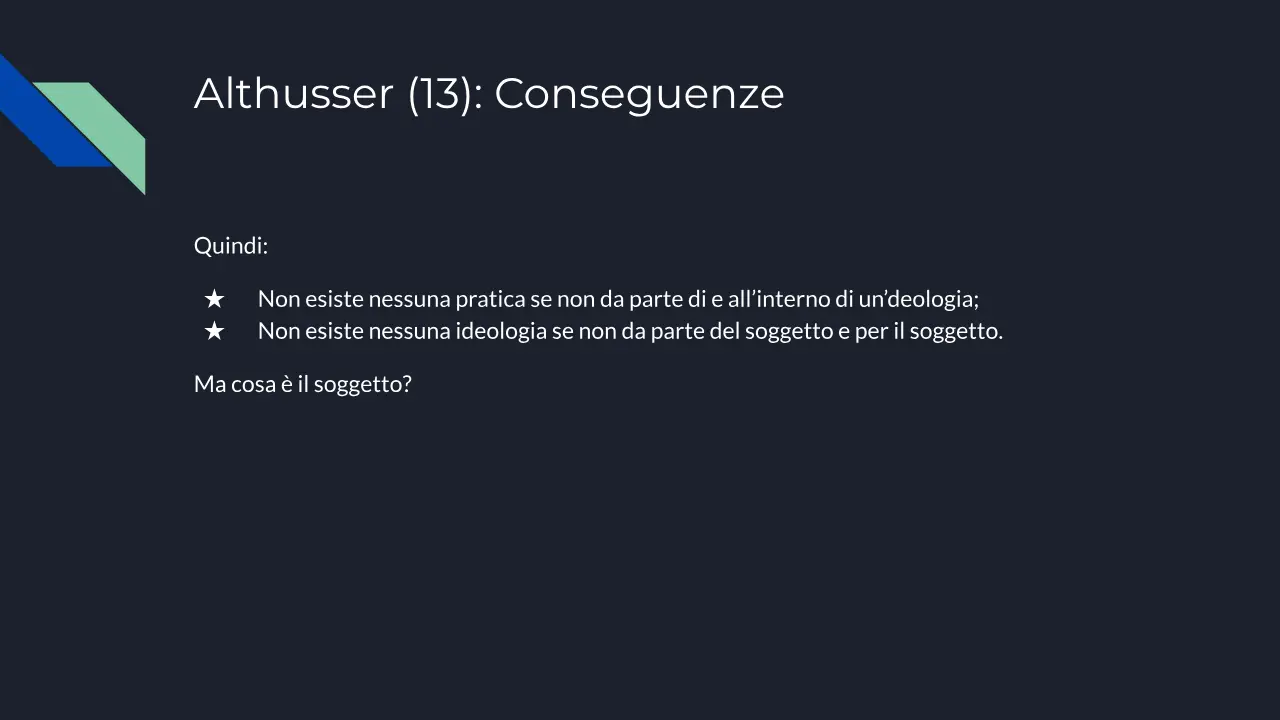 Althusser (13): Conseguenze
Quindi:
★ Non esiste nessuna pratica se non da parte di e all’interno di un’deologia;
★ Non esiste nessuna ideologia se non da parte del soggetto e per il soggetto.
Ma cosa è il soggetto?